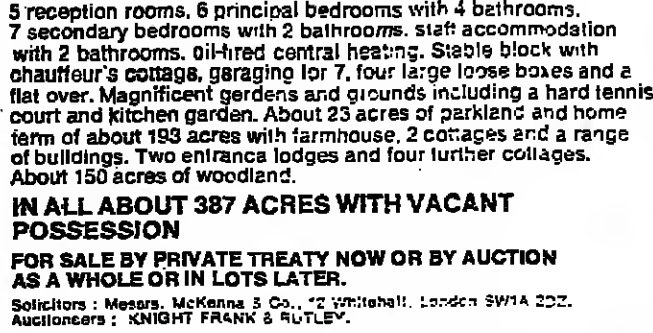 5 reception rooms, 6 principal bedrooms with 4 bathrooms.
7 secondary bedrooms with 2 bathrooms. staff accommodation
with 2 bathrooms. Oil-fired central heating. Stable block with
chauffeur's cottage, garaging for 7, four large loose boxes and a
flat over. Magnificent gardens and grounds including a hard tennis
court and kitchen garden. About 23 acres of parkland and home
farm of about 193 acres with farmhouse, 2 cottages and a range
of buildings. Two entrance lodges and four further cottages.
About 150 acres of woodland.
IN ALL ABOUT 387 ACRES WITH VACANT
POSSESSION
FOR SALE BY PRIVATE TREATY NOW OR BY AUCTION
AS A WHOLE OR IN LOTS LATER.
Solicitors : Messrs. McKenna & Co., 12 Whitehall, London SW1A 2DZ.
Auctioneers : KNIGHT FRANK & RUTLEY.